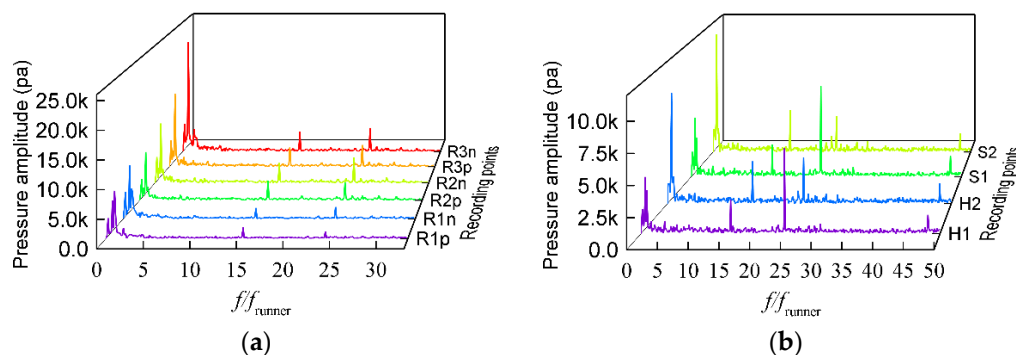 Pressure amplitude (pa)
25.0k
20.0k
15.0k
10.0k
5.0k
0.0
0 5 10 15 20 25 30
f/f runner
R3n
R3p
R2n
R2p
R1n
R1p
Recording points
(a)
Pressure amplitude (pa)
10.0k
7.5k
5.0k
2.5k
0.0
0 5 10 15 20 25 30 35 40 45 50
f/f runner
S2
S1
H2
H1
Recording points
(b)